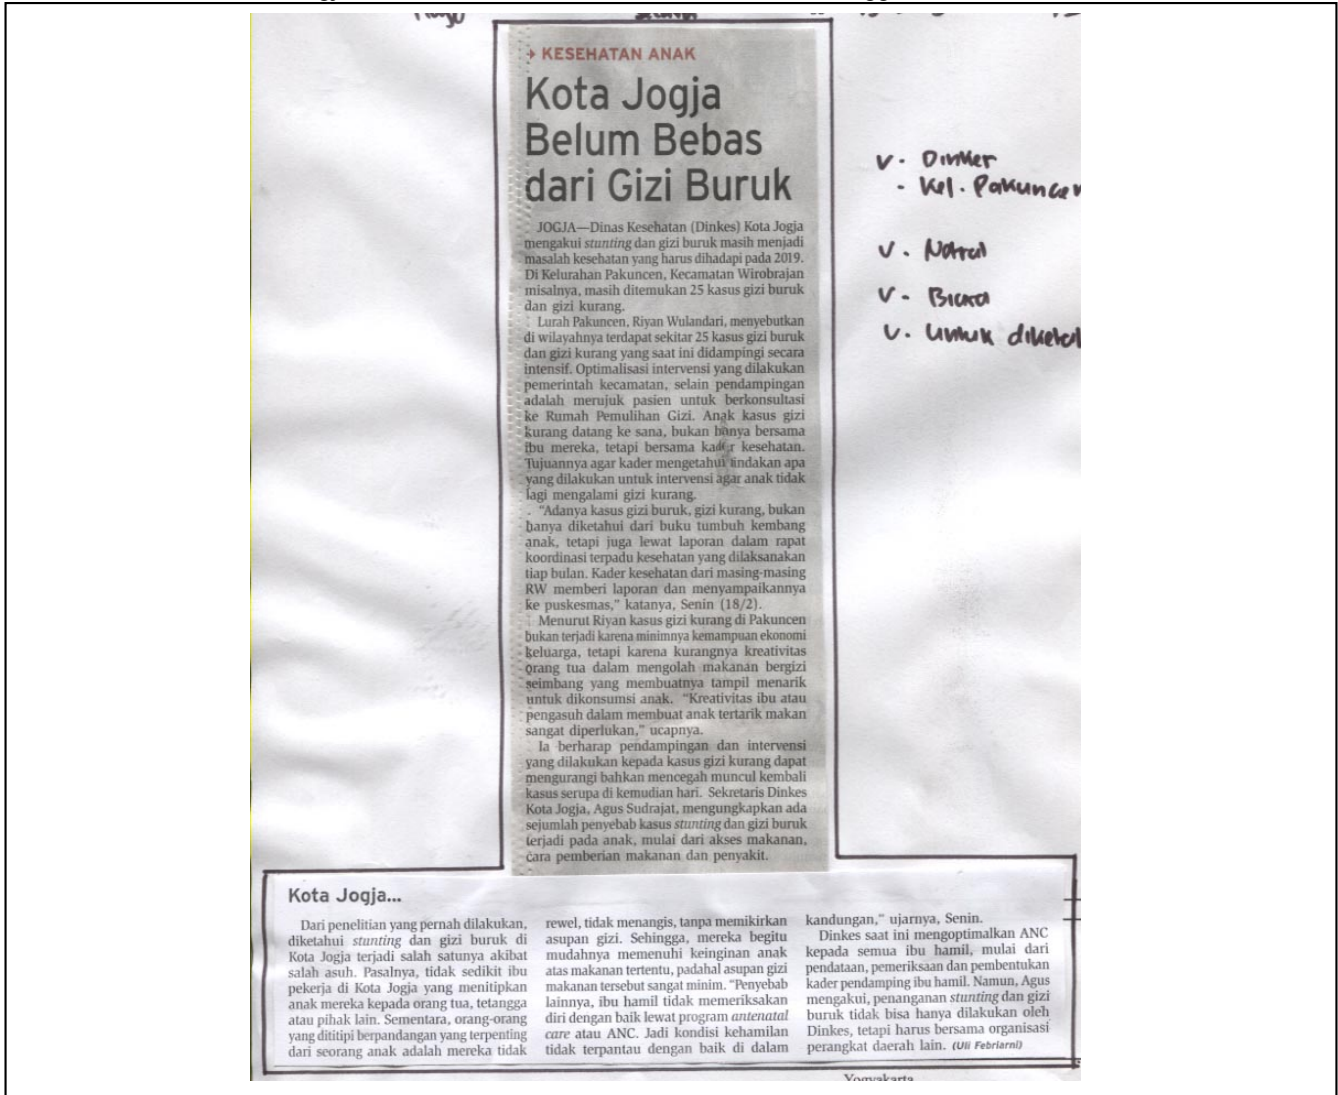 KESEHATAN ANAK
Kota Jogja
Belum Bebas
dari Gizi Buruk
JOGJA—Dinas Kesehatan (Dinkes) Kota Jogja
mengakui stunting dan gizi buruk masih menjadi
masalah kesehatan yang harus dihadapi pada 2019.
Di Kelurahan Pakuncen, Kecamatan Wirobrajan
misalnya, masih ditemukan 25 kasus gizi buruk
dan gizi kurang.
Lurah Pakuncen, Riyan Wulandari, menyebutkan
di wilayahnya terdapat sekitar 25 kasus gizi buruk
dan gizi kurang yang saat ini didampingi secara
intensif. Optimalisasi intervensi yang dilakukan
pemerintah kecamatan, selain pendampingan
adalah merujuk pasien untuk berkonsultasi
ke Rumah Pemulihan Gizi. Anak kasus gizi
kurang datang ke sana, bukan hanya bersama
ibu mereka, tetapi bersama kader kesehatan.
Tujuannya agar kader mengetahui tindakan apa
yang dilakukan untuk intervensi agar anak tidak
lagi mengalami gizi kurang.
"Adanya kasus gizi buruk, gizi kurang, bukan
hanya diketahui dari buku tumbuh kembang
anak, tetapi juga lewat laporan dalam rapat
koordinasi terpadu kesehatan yang dilaksanakan
tiap bulan. Kader kesehatan dari masing-masing
RW memberi laporan dan menyampaikannya
ke puskesmas," katanya, Senin (18/2).
Menurut Riyan kasus gizi kurang di Pakuncen
bukan terjadi karena minimnya kemampuan ekonomi
keluarga, tetapi karena kurangnya kreativitas
orang tua dalam mengolah makanan bergizi
seimbang yang membuatnya tampil menarik
untuk dikonsumsi anak. "Kreativitas ibu atau
pengasuh dalam membuat anak tertarik makan
sangat diperlukan," ucapnya.
Ia berharap pendampingan dan intervensi
yang dilakukan kepada kasus gizi kurang dapat
mengurangi bahkan mencegah muncul kembali
kasus serupa di kemudian hari. Sekretaris Dinkes
Kota Jogja, Agus Sudrajat, mengungkapkan ada
sejumlah penyebab kasus stunting dan gizi buruk
terjadi pada anak, mulai dari akses makanan,
cara pemberian makanan dan penyakit.
v. Dinkes
- Kel. Pakuncen
v. Netral
v. Biasa
v. Untuk
Kota Jogja...
Dari penelitian yang pernah dilakukan,
diketahui stunting dan gizi buruk di
Kota Jogja terjadi salah satunya akibat
salah asuh. Pasalnya, tidak sedikit ibu
pekerja di Kota Jogja yang menitipkan
anak mereka kepada orang tua, tetangga
atau pihak lain. Sementara, orang-orang
yang dititipi berpandangan yang terpenting
dari seorang anak adalah mereka tidak
rewel, tidak menangis, tanpa memikirkan
asupan gizi. Sehingga, mereka begitu
mudahnya memenuhi keinginan anak
atas makanan tertentu, padahal asupan gizi
makanan tersebut sangat minim. "Penyebab
lainnya, ibu hamil tidak memeriksakan
diri dengan baik lewat program antenatal
care atau ANC. Jadi kondisi kehamilan
tidak terpantau dengan baik di dalam
kandungan," ujarnya, Senin.
Dinkes saat ini mengoptimalkan ANC
kepada semua ibu hamil, mulai dari
pendataan, pemeriksaan dan pembentukan
kader pendamping ibu hamil. Namun, Agus
mengakui, penanganan stunting dan gizi
buruk tidak bisa hanya dilakukan oleh
Dinkes, tetapi harus bersama organisasi
perangkat daerah lain. (Uli Febriarni)
Yogyakarta